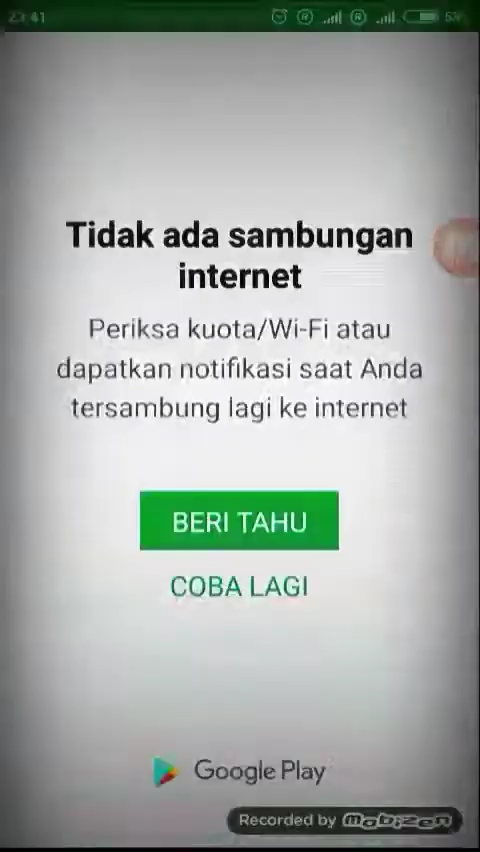 23:41
Tidak ada sambungan
internet
Periksa kuota/Wi-Fi atau
dapatkan notifikasi saat Anda
tersambung lagi ke internet
BERI TAHU
COBA LAGI
Google Play
Recorded by mobizen